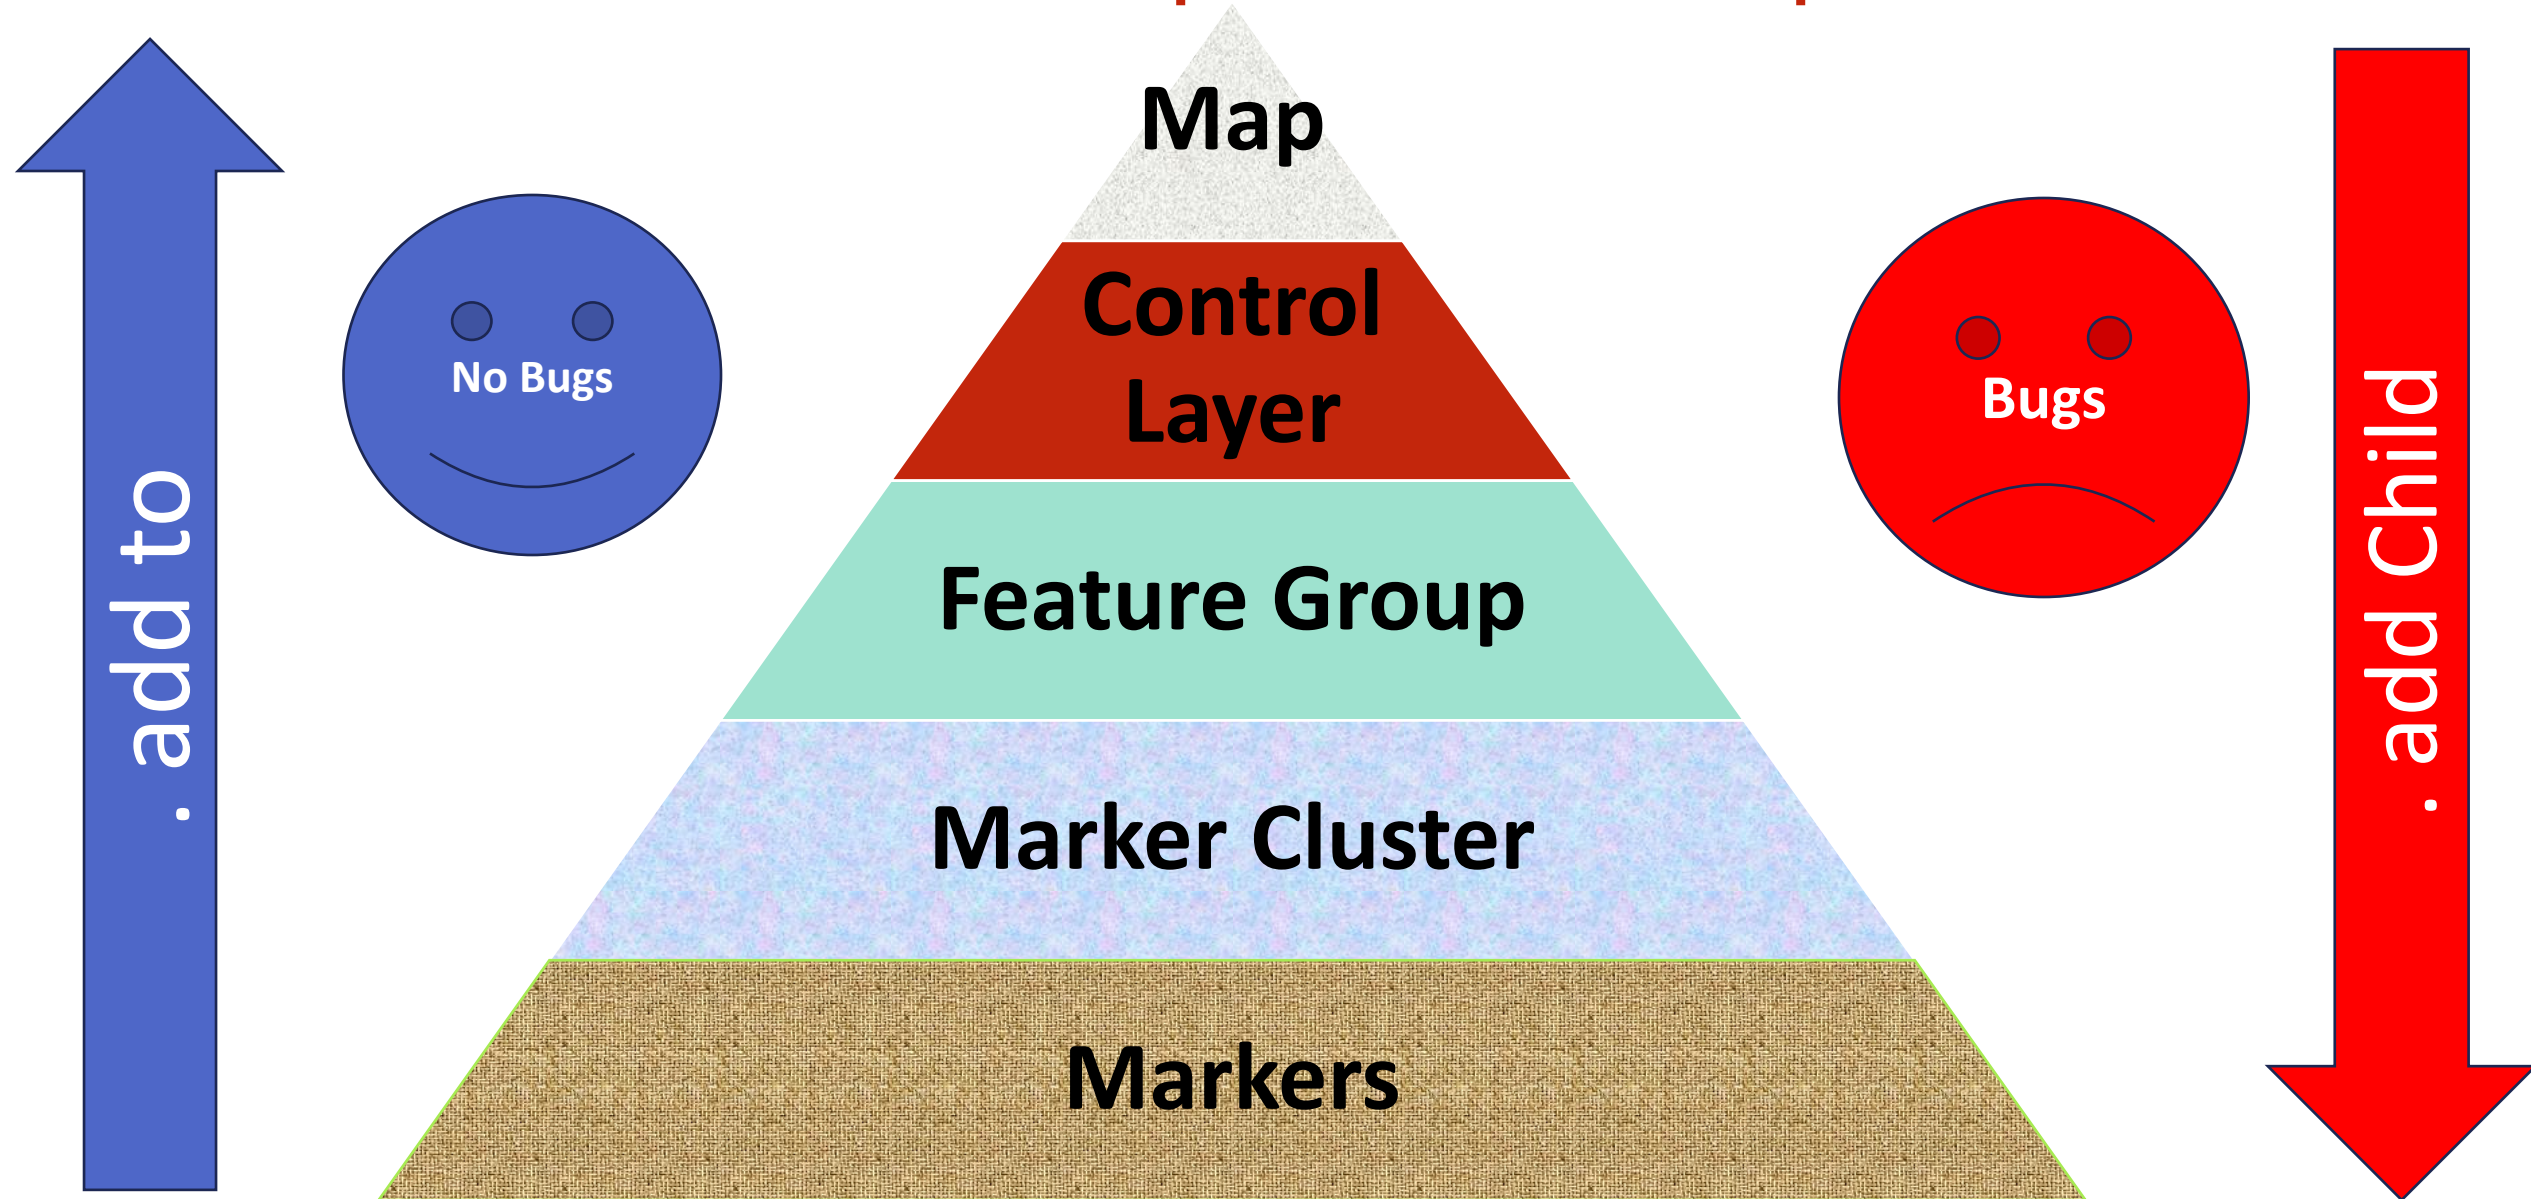 Map
Control
Layer
Feature Group
Marker Cluster
Markers
. add to
No Bugs
Bugs
. add Child